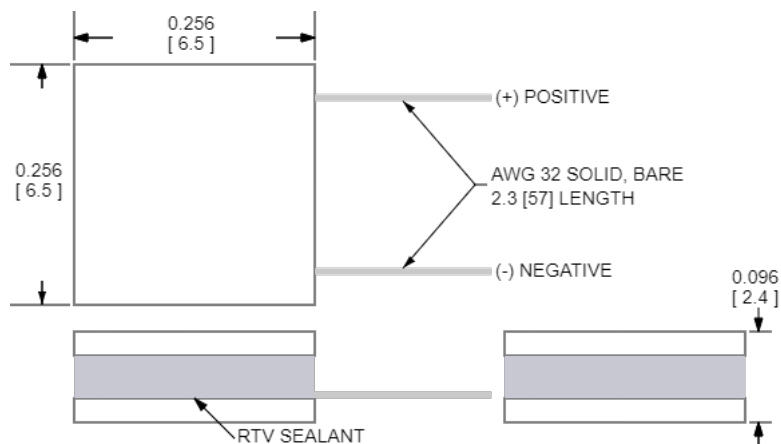 0.256
[ 6.5 ]
(+) POSITIVE
0.256
[ 6.5 ]
AWG 32 SOLID, BARE
2.3 [57] LENGTH
(-) NEGATIVE
0.096
[ 2.4 ]
RTV SEALANT